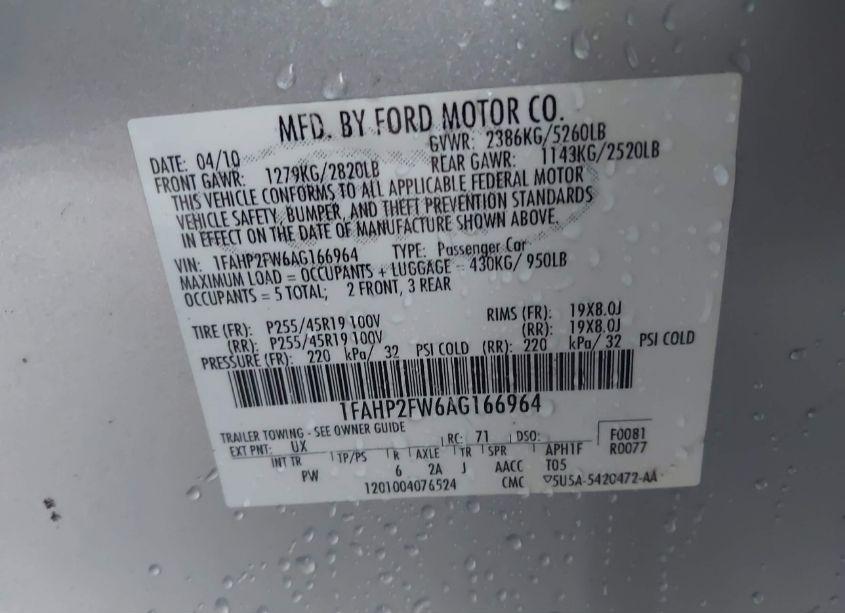 MFD. BY FORD MOTOR CO.
DATE: 04/10 GVWR: 2386KG/5260LB
FRONT GAWR: 1279KG/2820LB REAR GAWR: 1143KG/2520LB
THIS VEHICLE CONFORMS TO ALL APPLICABLE FEDERAL MOTOR
VEHICLE SAFETY, BUMPER, AND THEFT PREVENTION STANDARDS
IN EFFECT ON THE DATE OF MANUFACTURE SHOWN ABOVE.
VIN: 1FAHP2FW6AG166964 TYPE: Passenger Car
MAXIMUM LOAD = OCCUPANTS + LUGGAGE = 430KG/ 950LB
OCCUPANTS = 5 TOTAL; 2 FRONT, 3 REAR
TIRE (FR): P255/45R19 100V RIMS (FR): 19X8.0J
(RR): P255/45R19 100V (RR): 19X8.0J
PRESSURE (FR): 220 kPa/ 32 PSI COLD (RR): 220 kPa/ 32 PSI COLD
1FAHP2FW6AG166964
TRAILER TOWING - SEE OWNER GUIDE
EXT PNT: UX RC: 71 DSO: F0081
R0077
INT TR TP/PS R AXLE TR SPR APH1F
PW 6 2A J AACC T05
1201004076524 CMC ▽5U5A-5420472-AA